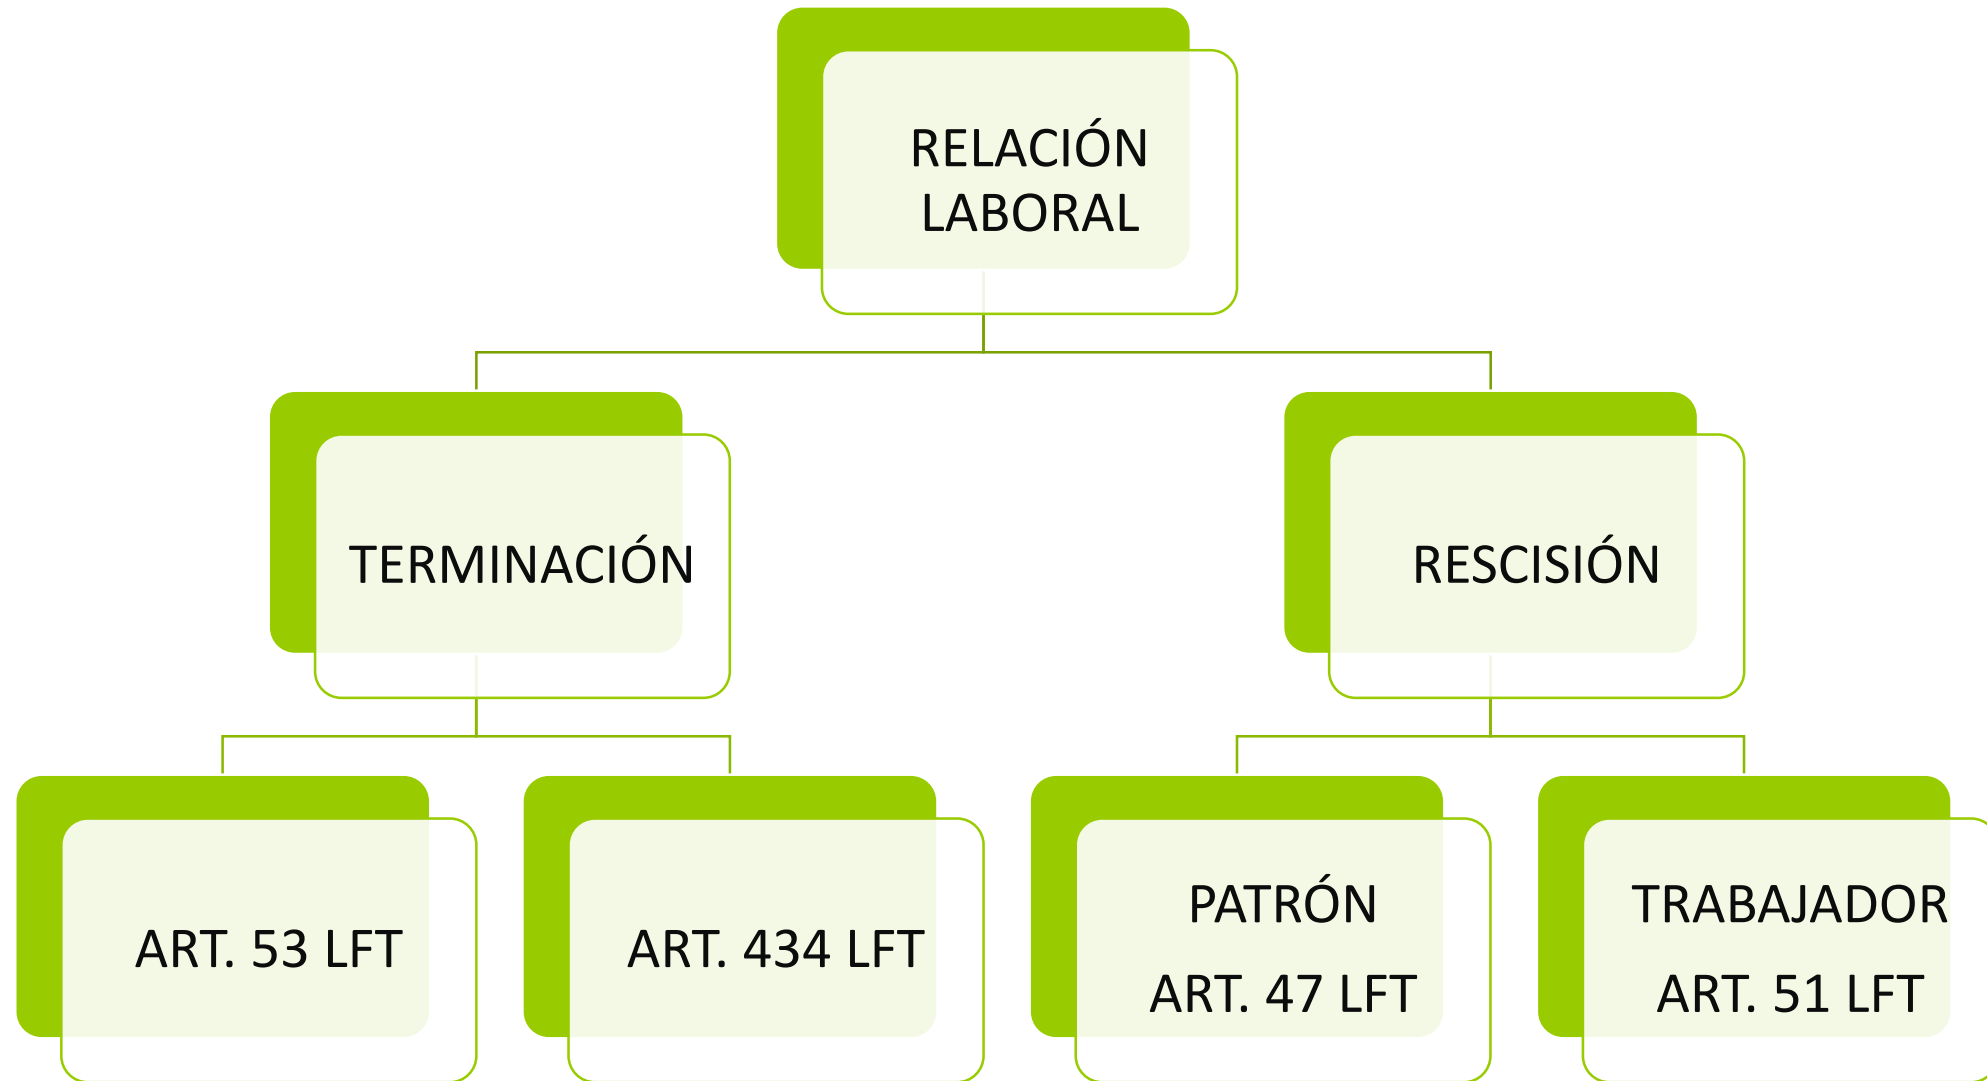 RELACIÓN
LABORAL
TERMINACIÓN
RESCISIÓN
ART. 53 LFT
ART. 434 LFT
PATRÓN
ART. 47 LFT
TRABAJADOR
ART. 51 LFT